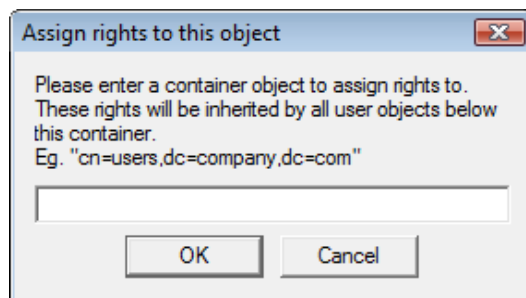 Assign rights to this object
Please enter a container object to assign rights to.
These rights will be inherited by all user objects below
this container.
Eg. "cn=users,dc=company,dc=com"
OK
Cancel